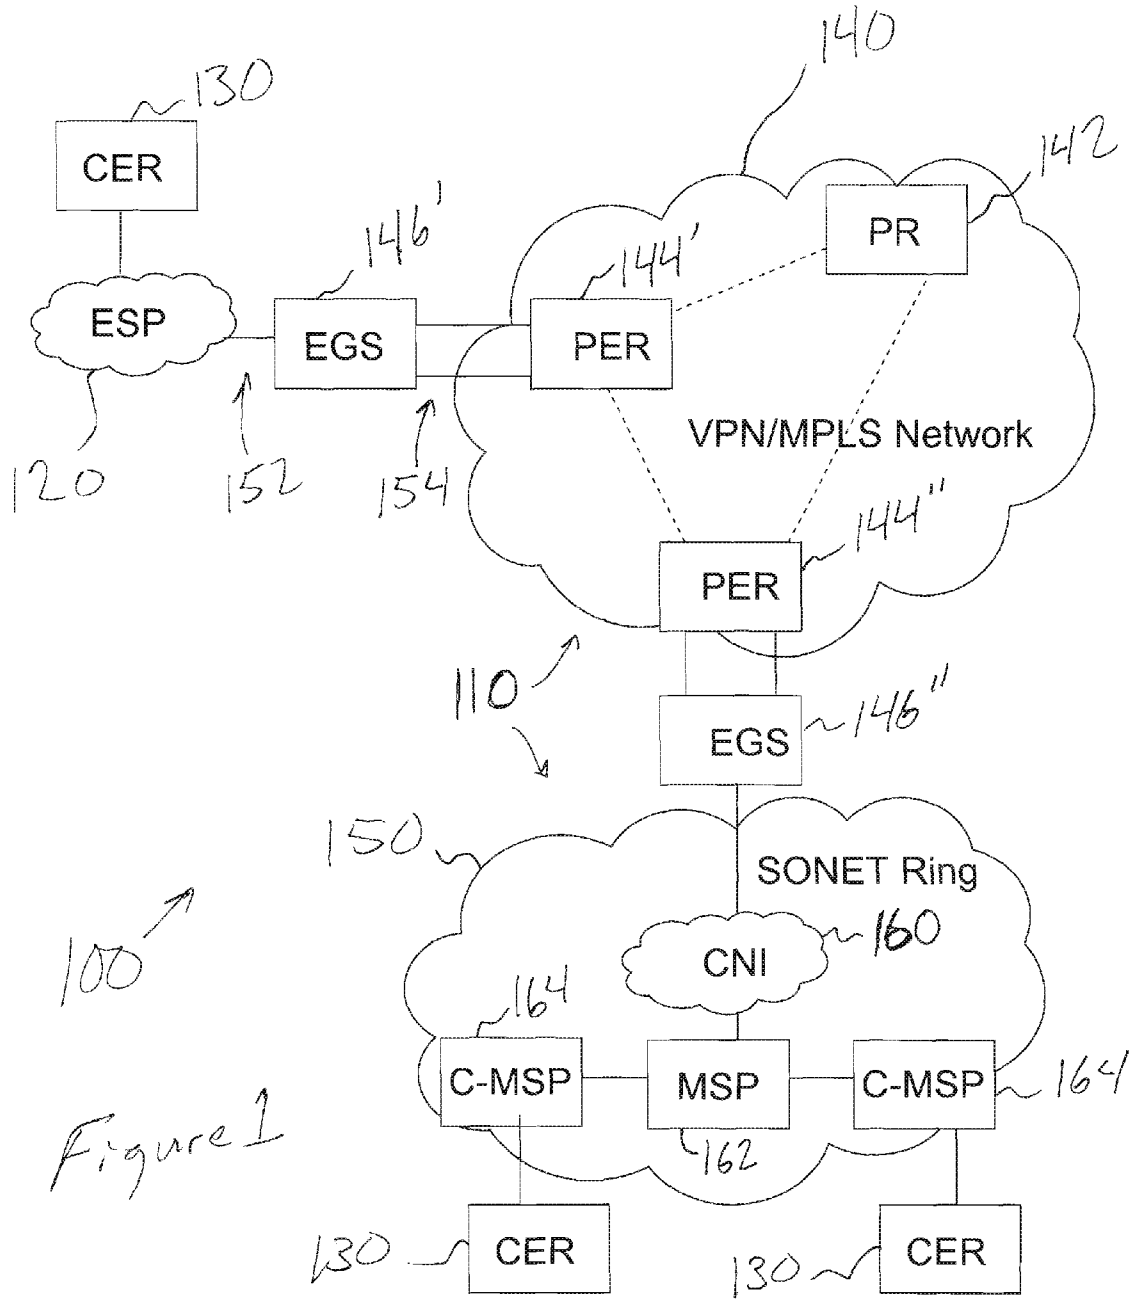 140
130
CER
142
PR
146'
144'
ESP
EGS
PER
VPN/MPLS Network
120
152
154
144"
PER
110
146"
EGS
150
SONET Ring
160
CNI
100
164
C-MSP
MSP
C-MSP
164
162
Figure 1
130
CER
130
CER